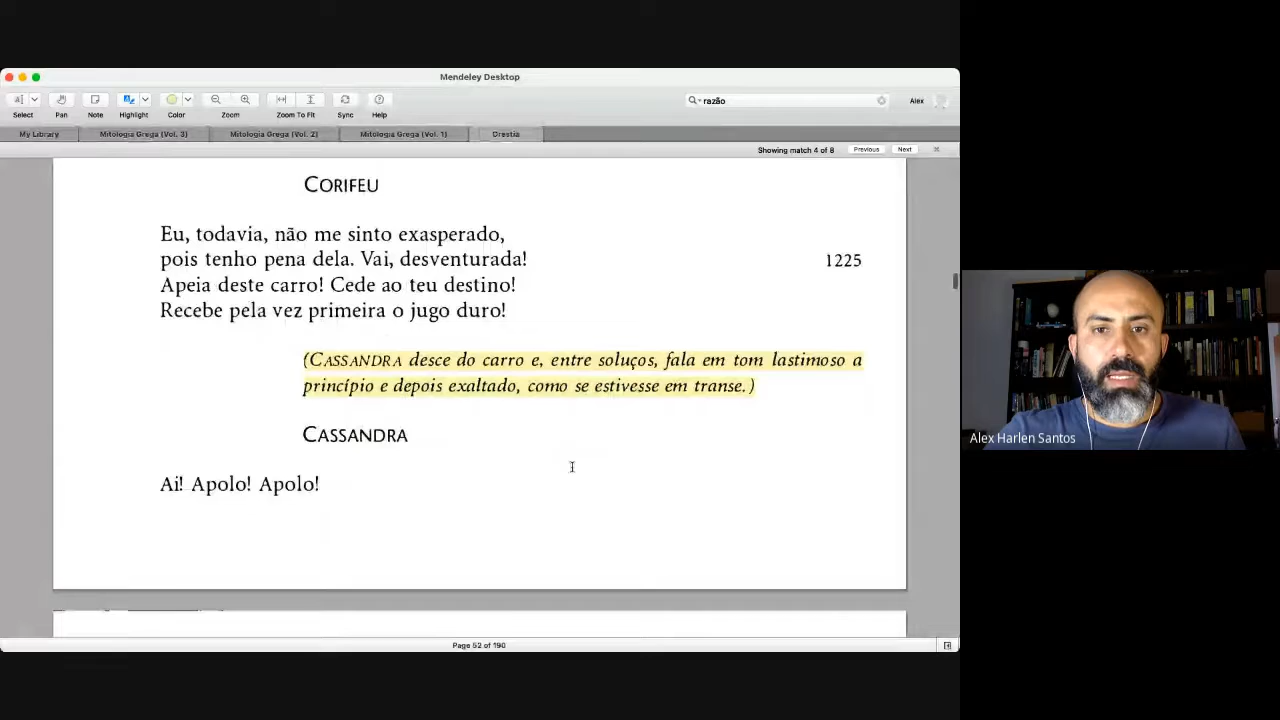 Mendeley Desktop
Select
Pan
Note
Highlight
Color
Zoom
Zoom To Fit
Sync
Help
razão
Alex
My Library
Mitologia Grega (Vol. 3)
Mitologia Grega (Vol. 2)
Mitologia Grega (Vol. 1)
Orestia
Showing match 4 of 8
Previous
Next
CORIFEU
Eu, todavia, não me sinto exasperado,
pois tenho pena dela. Vai, desventurada!
1225
Apeia deste carro! Cede ao teu destino!
Recebe pela vez primeira o jugo duro!
(CASSANDRA desce do carro e, entre soluços, fala em tom lastimoso a
princípio e depois exaltado, como se estivesse em transe.)
CASSANDRA
Ai! Apolo! Apolo!
Page 52 of 190
Alex Harlen Santos